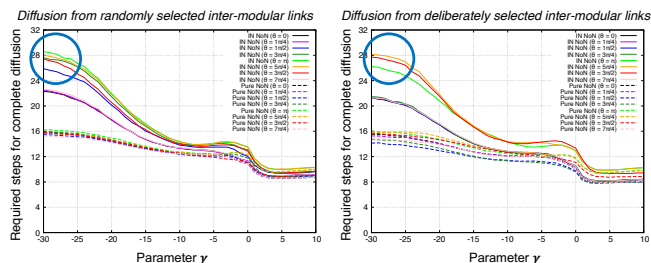 Diffusion from randomly selected inter-modular links
Required steps for complete diffusion
36
32
28
24
20
16
12
8
IN NoN (θ = 0)
IN NoN (θ = 1π/4)
IN NoN (θ = 1π/2)
IN NoN (θ = 3π/4)
IN NoN (θ = π)
IN NoN (θ = 5π/4)
IN NoN (θ = 3π/2)
IN NoN (θ = 7π/4)
Pure NoN (θ = 0)
Pure NoN (θ = 1π/4)
Pure NoN (θ = 1π/2)
Pure NoN (θ = 3π/4)
Pure NoN (θ = π)
Pure NoN (θ = 5π/4)
Pure NoN (θ = 3π/2)
Pure NoN (θ = 7π/4)
-30 -25 -20 -15 -10 -5 0 5 10
Parameter γ
Diffusion from deliberately selected inter-modular links
Required steps for complete diffusion
36
32
28
24
20
16
12
8
IN NoN (θ = 0)
IN NoN (θ = 1π/4)
IN NoN (θ = 1π/2)
IN NoN (θ = 3π/4)
IN NoN (θ = π)
IN NoN (θ = 5π/4)
IN NoN (θ = 3π/2)
IN NoN (θ = 7π/4)
Pure NoN (θ = 0)
Pure NoN (θ = 1π/4)
Pure NoN (θ = 1π/2)
Pure NoN (θ = 3π/4)
Pure NoN (θ = π)
Pure NoN (θ = 5π/4)
Pure NoN (θ = 3π/2)
Pure NoN (θ = 7π/4)
-30 -25 -20 -15 -10 -5 0 5 10
Parameter γ